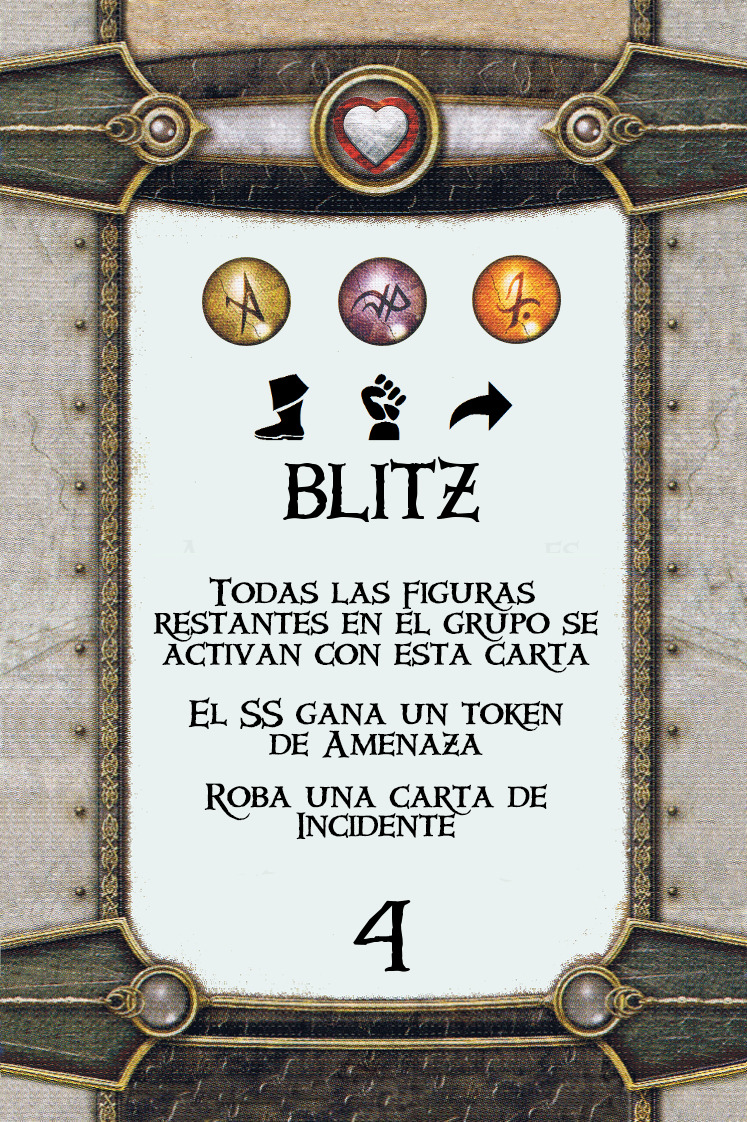 BLITZ
Todas las figuras
restantes en el grupo se
activan con esta carta
El SS gana un token
de Amenaza
Roba una carta de
Incidente
4